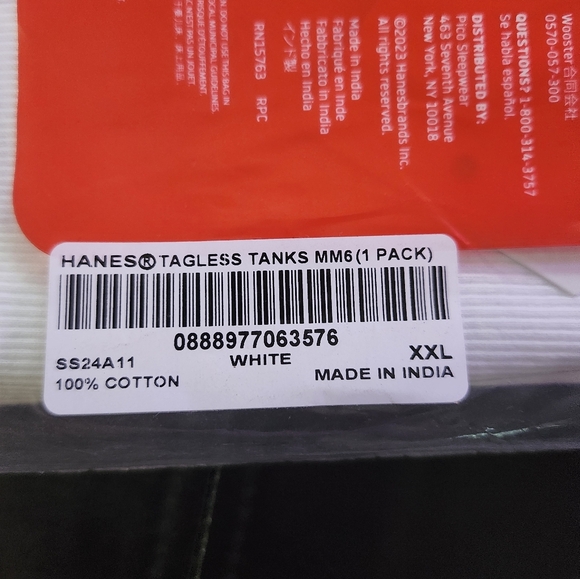 Wooster 合同会社
0570-057-300
QUESTIONS? 1-800-314-3757
Se habla español.
DISTRIBUTED BY:
Pico Sleepwear
463 Seventh Avenue
New York, NY 10018
©2023 Hanesbrands Inc.
All rights reserved.
Made in India
Fabriqué en Inde
Fabbricato in India
Hecho en India
インド製
RN15763 RPC
HANES® TAGLESS TANKS MM6 (1 PACK)
0888977063576
SS24A11
WHITE
XXL
100% COTTON
MADE IN INDIA